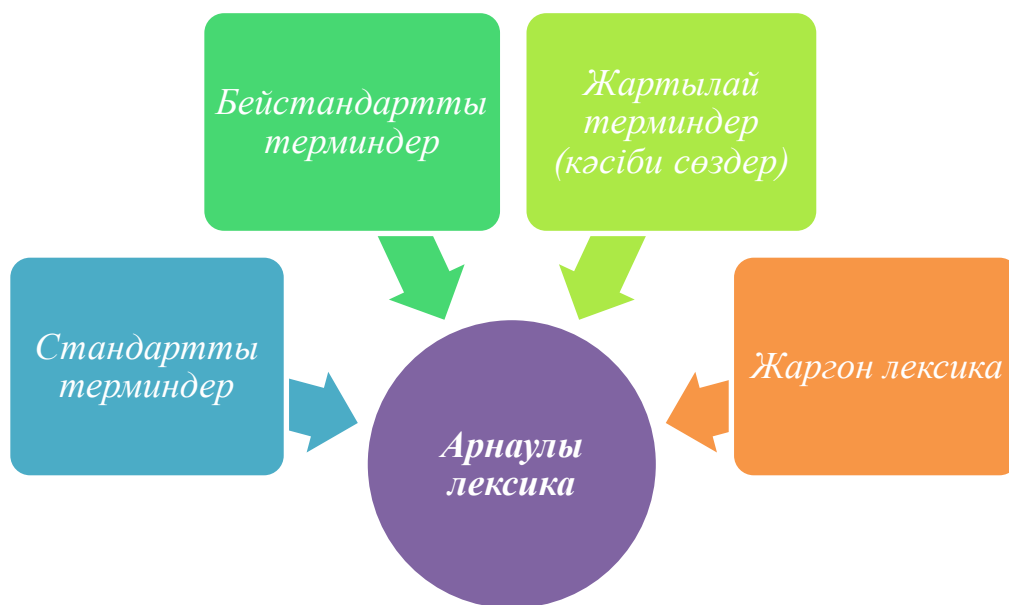 Бейстандартты
терминдер
Жартылай
терминдер
(кәсіби сөздер)
Стандартты
терминдер
Жаргон лексика
Арнаулы
лексика